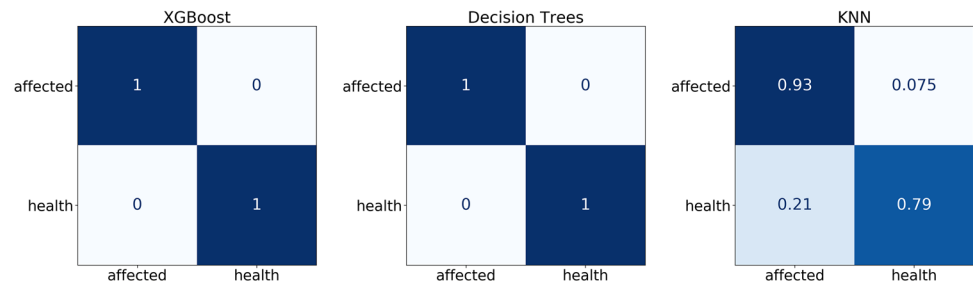 XGBoost
affected
1
0
health
0
1
affected
health
Decision Trees
affected
1
0
health
0
1
affected
health
KNN
affected
0.93
0.075
health
0.21
0.79
affected
health